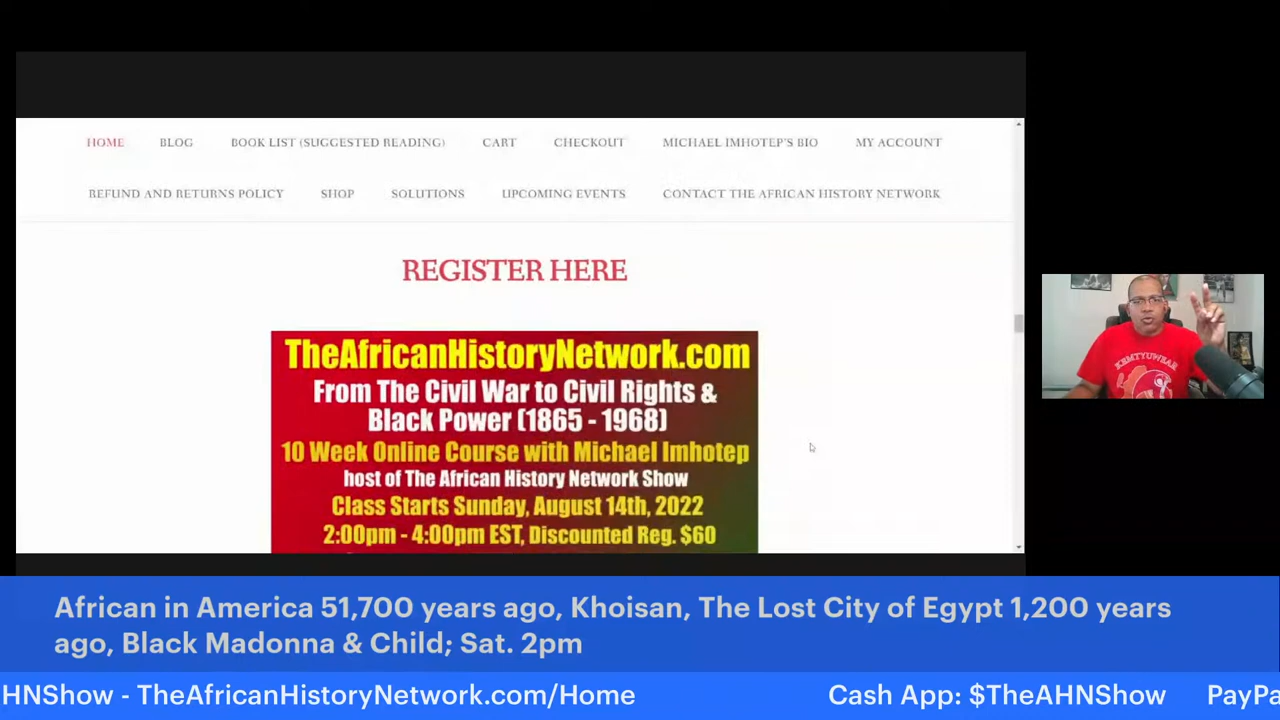 HOME BLOG BOOK LIST (SUGGESTED READING) CART CHECKOUT MICHAEL IMHOTEP'S BIO MY ACCOUNT
REFUND AND RETURNS POLICY SHOP SOLUTIONS UPCOMING EVENTS CONTACT THE AFRICAN HISTORY NETWORK
REGISTER HERE
TheAfricanHistoryNetwork.com
From The Civil War to Civil Rights &
Black Power (1865 - 1968)
10 Week Online Course with Michael Imhotep
host of The African History Network Show
Class Starts Sunday, August 14th, 2022
2:00pm - 4:00pm EST, Discounted Reg. $60
African in America 51,700 years ago, Khoisan, The Lost City of Egypt 1,200 years
ago, Black Madonna & Child; Sat. 2pm
HNShow - TheAfricanHistoryNetwork.com/Home Cash App: $TheAHNShow PayPa